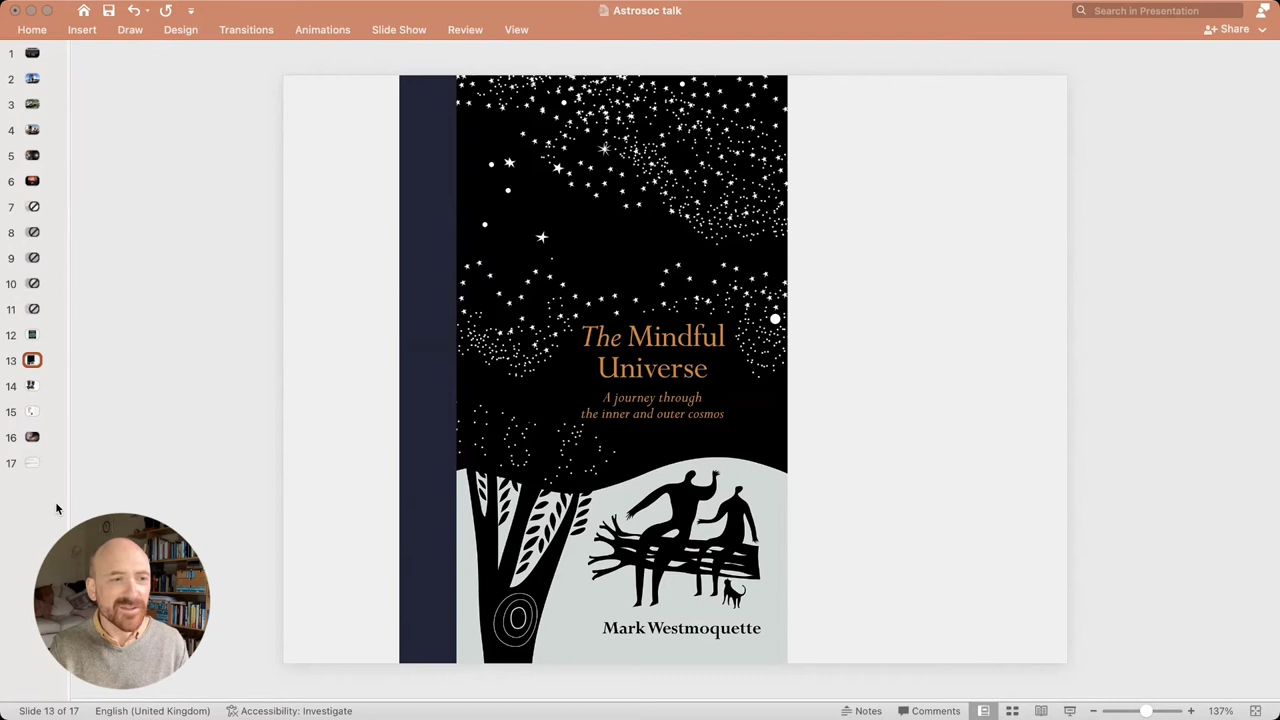 Astrosoc talk
Search in Presentation
Home
Insert
Draw
Design
Transitions
Animations
Slide Show
Review
View
Share
1
2
3
4
5
6
7
8
9
10
11
12
13
14
15
16
17
The Mindful
Universe
A journey through
the inner and outer cosmos
Mark Westmoquette
Slide 13 of 17
English (United Kingdom)
Accessibility: Investigate
Notes
Comments
137%